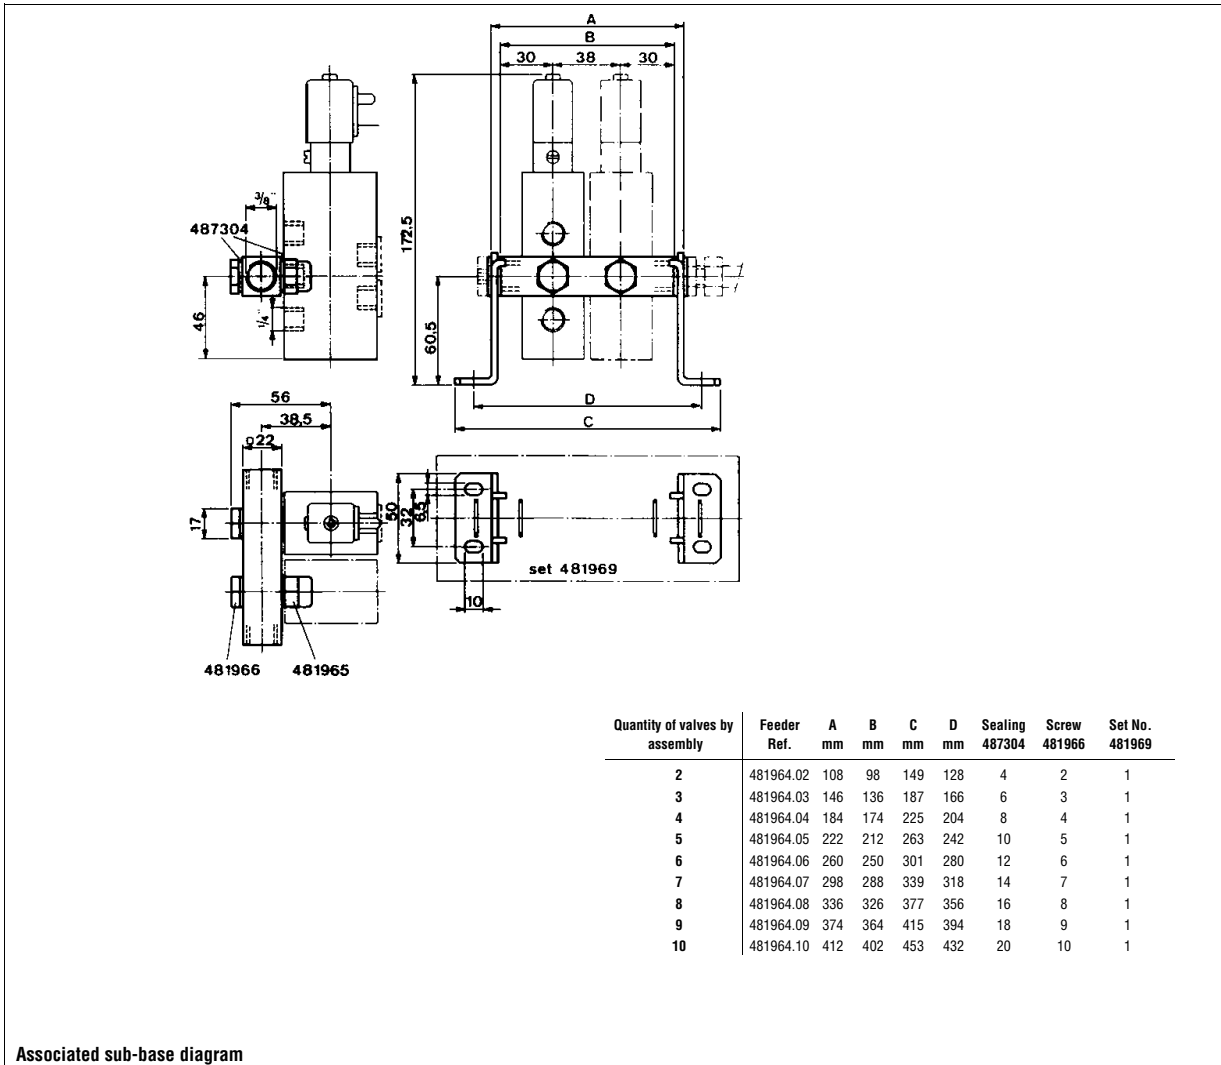 A
B
30 38 30
3/8"
487304
172,5
46
1/4"
60,5
D
C
56
38,5
22
17
50
32
6,5
set 481969
10
481966 481965
Quantity of valves by assembly Feeder Ref. A mm B mm C mm D mm Sealing 487304 Screw 481966 Set No. 481969
2 481964.02 108 98 149 128 4 2 1
3 481964.03 146 136 187 166 6 3 1
4 481964.04 184 174 225 204 8 4 1
5 481964.05 222 212 263 242 10 5 1
6 481964.06 260 250 301 280 12 6 1
7 481964.07 298 288 339 318 14 7 1
8 481964.08 336 326 377 356 16 8 1
9 481964.09 374 364 415 394 18 9 1
10 481964.10 412 402 453 432 20 10 1
Associated sub-base diagram